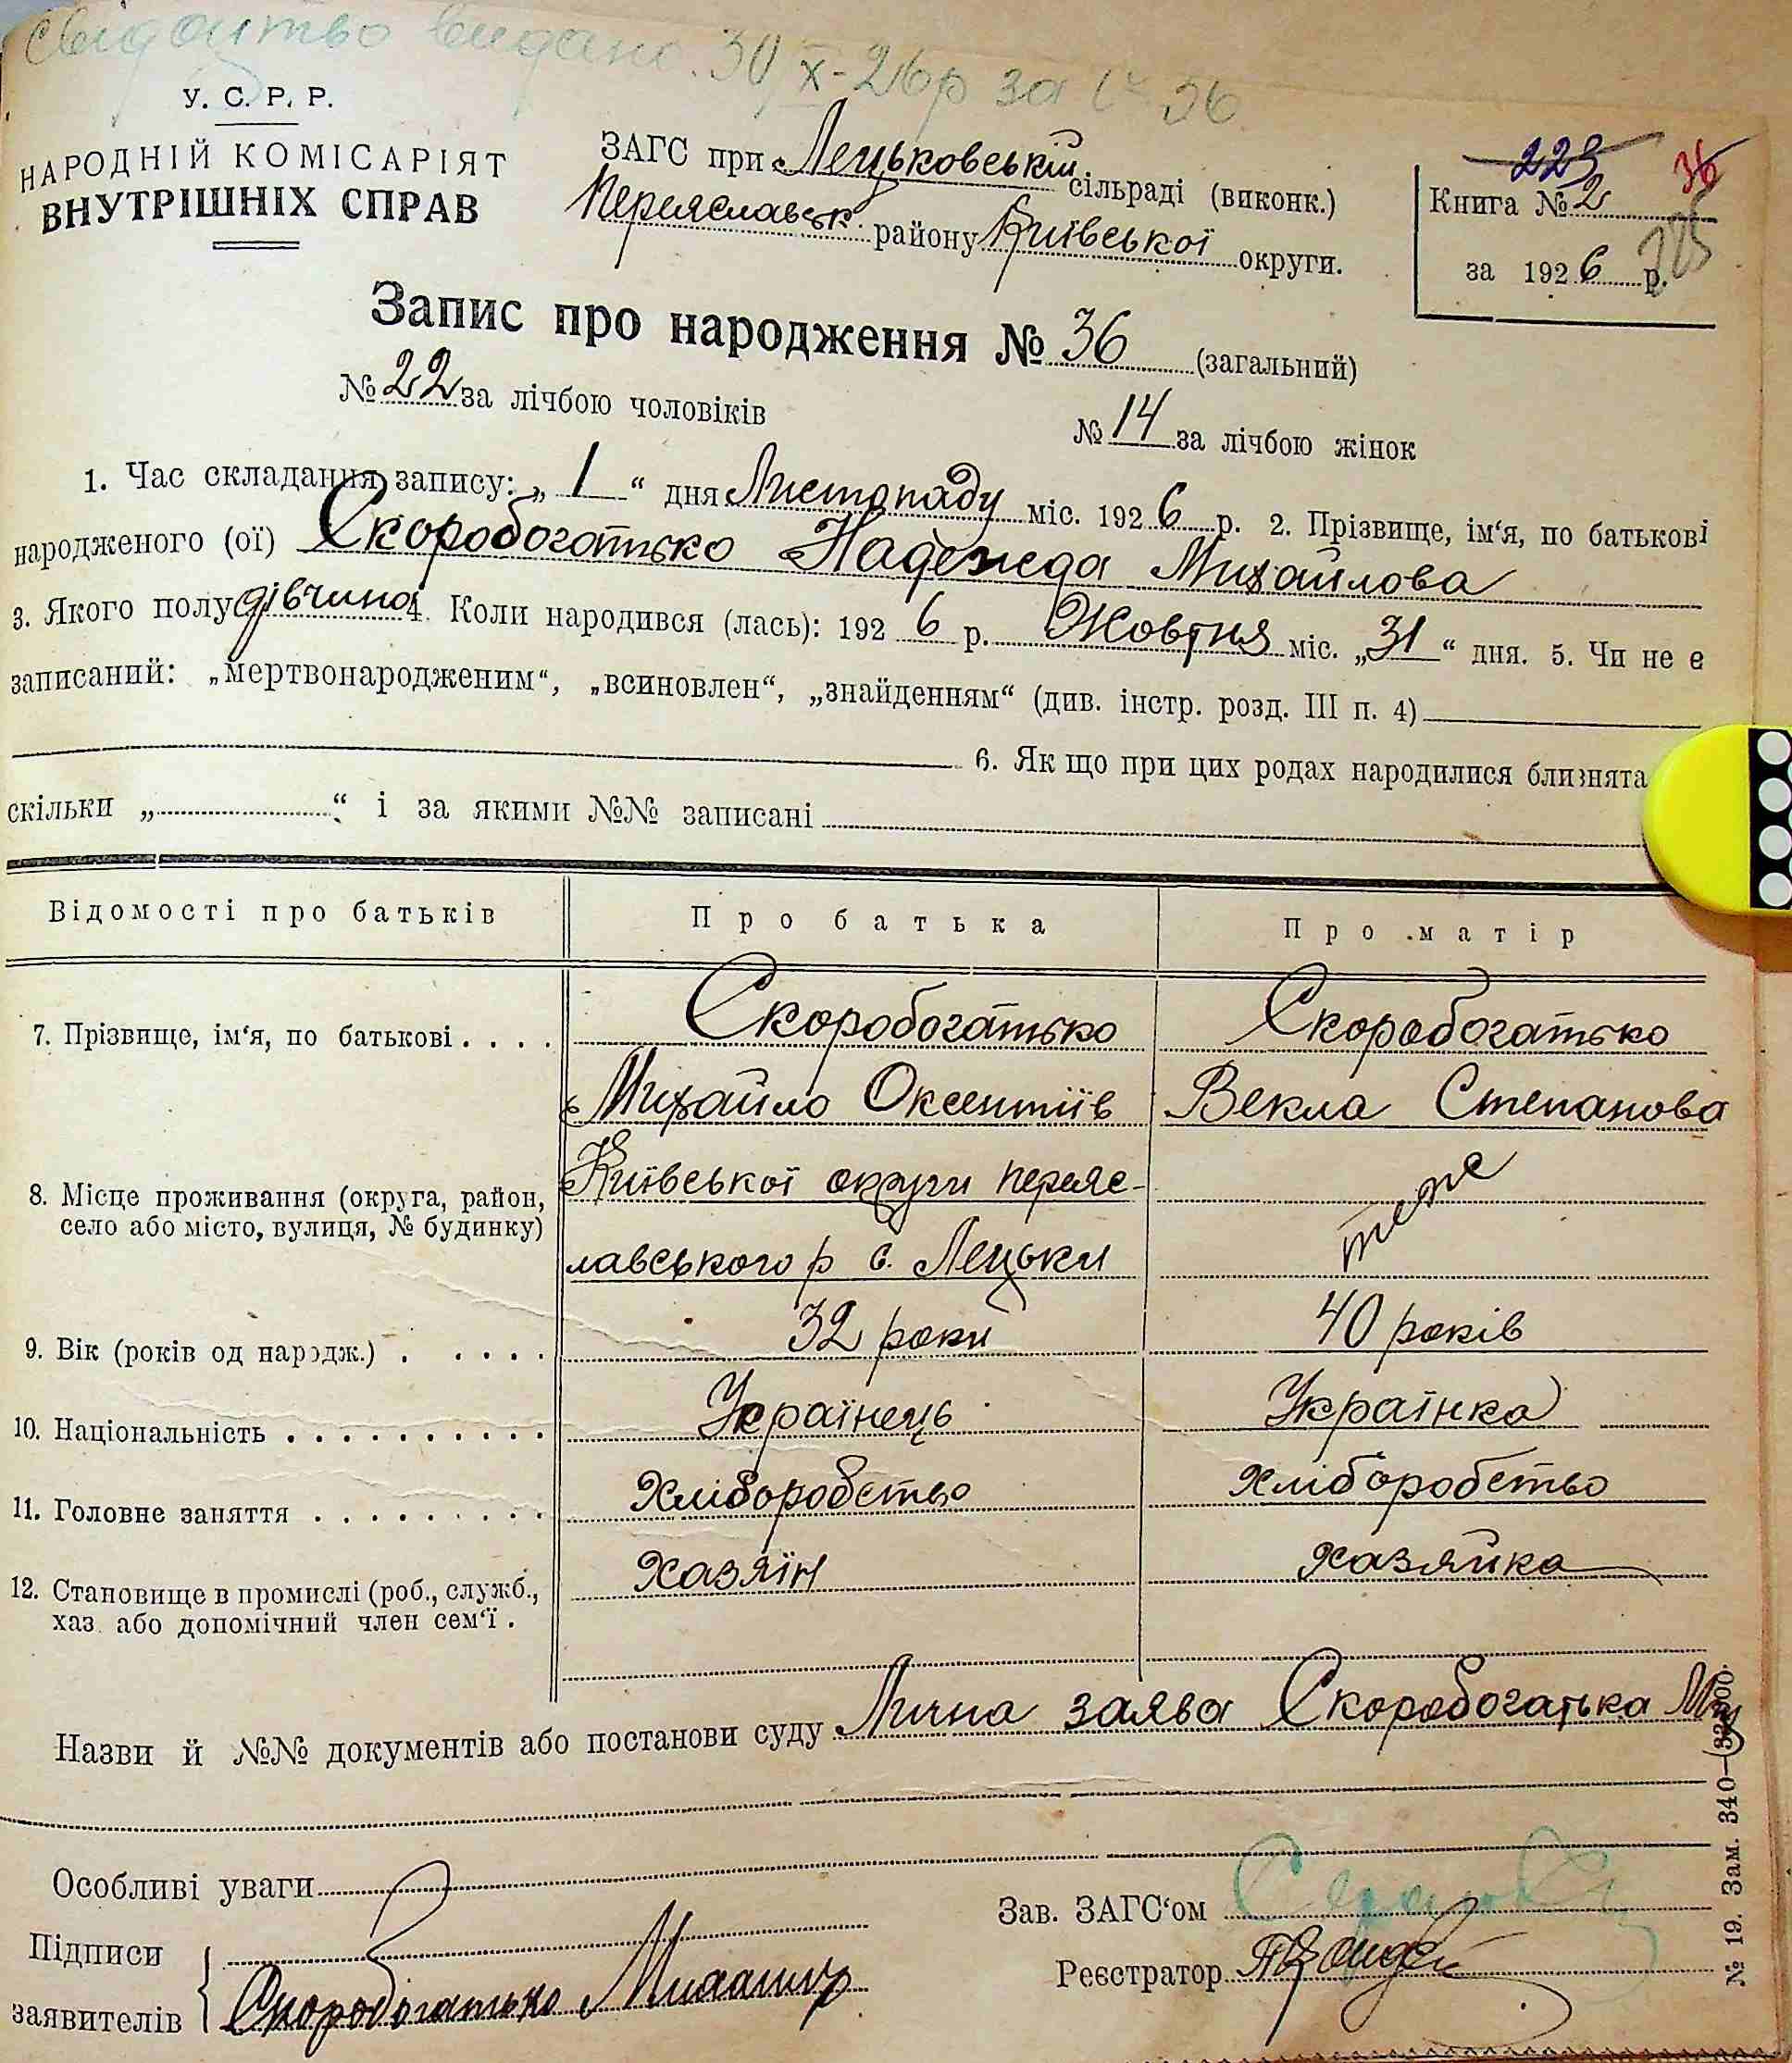 Свідоцтво видано 30/X-26р за № 36
У. С. Р. Р.
НАРОДНІЙ КОМІСАРІЯТ
ВНУТРІШНІХ СПРАВ
ЗАГС при Лецьковській сільраді (виконк.)
Переяславськ. району Київської округи.
225 36
Книга № 2
за 1926 р.
Запис про народження № 36 (загальний)
№ 22 за лічбою чоловіків № 14 за лічбою жінок
1. Час складання запису: „ 1 “ дня Листопаду міс. 1926 р. 2. Прізвище, ім‘я, по батькові
народженого (ої) Скоробогатько Надежда Михайлова
3. Якого полу дівчина 4. Коли народився (лась): 1926 р. Жовтня міс. „31“ дня. 5. Чи не є
записаний: „мертвонародженим“, „всиновлен“, „знайденням“ (див. інстр. розд. III п. 4)
6. Як що при цих родах народилися близнята
скільки „ “ і за якими №№ записані
Відомості про батьків Про батька Про матір
7. Прізвище, ім‘я, по батькові . . . . Скоробогатько Скоробогатько
Михайло Оксентіїв Векла Степанова
8. Місце проживання (округа, район, Київської округи переяс- теже
село або місто, вулиця, № будинку)
лавського р с. Лецьки
9. Вік (років од народж.) . . . . . 32 роки 40 років
10. Національність . . . . . . . . . . Українець Українка
11. Головне заняття . . . . . . . . . . хліборобство хліборобство
12. Становище в промислі (роб., служб., хазяїн хазяйка
хаз. або допомічний член сем‘ї .
Назви й №№ документів або постанови суду Лична заява Скоробогатька
Особливі уваги
Зав. ЗАГС‘ом
Підписи
заявителів Скоробогатько Михайло
Реєстратор
№ 19. Зам. 340—